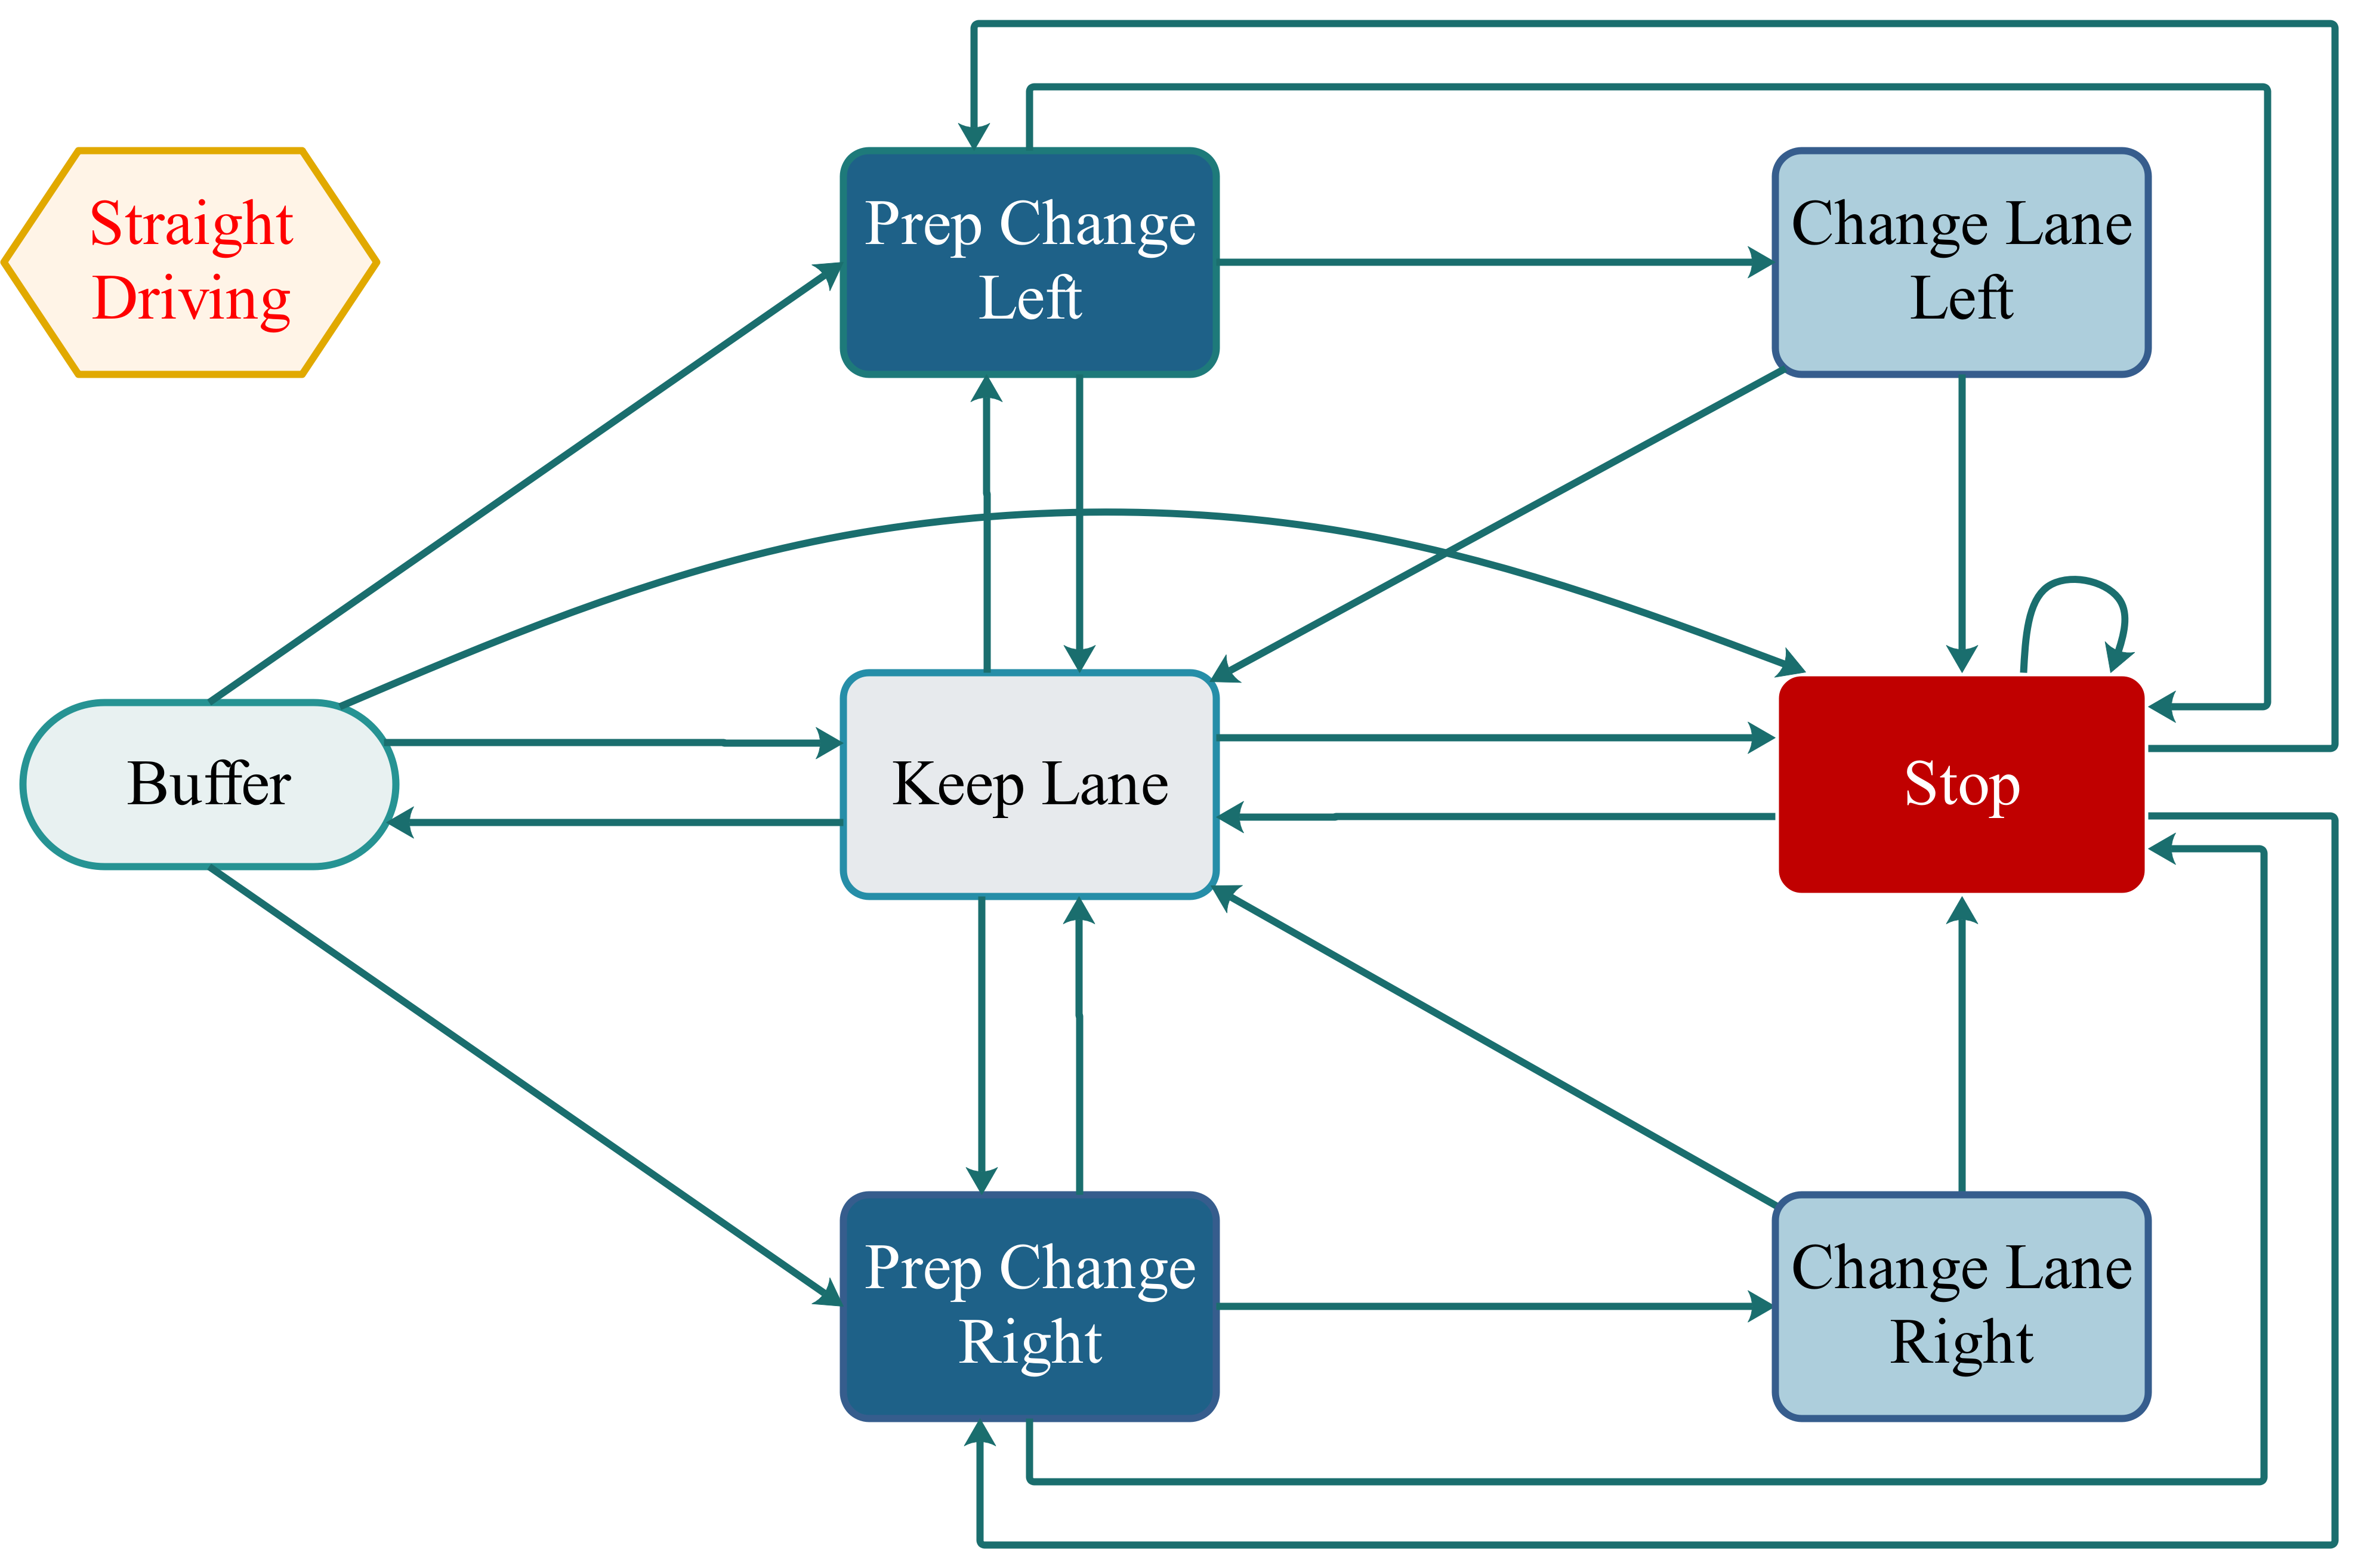 Straight
Driving
Prep Change
Left
Change Lane
Left
Buffer
Keep Lane
Stop
Prep Change
Right
Change Lane
Right